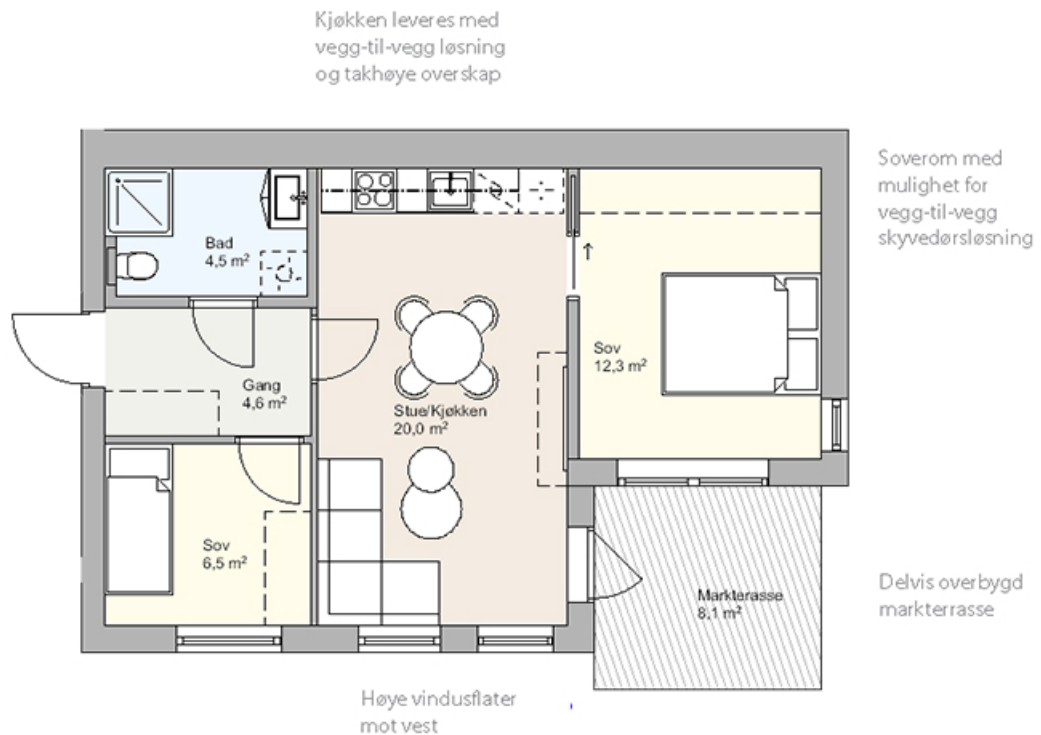 Kjøkken leveres med
vegg-til-vegg løsning
og takhøye overskap
Soverom med
mulighet for
vegg-til-vegg
skyvedørsløsning
Bad
4,5 m²
Sov
12,3 m²
Gang
4,6 m²
Stue/Kjøkken
20,0 m²
Sov
6,5 m²
Markterasse
8,1 m²
Delvis overbygd
markterrasse
Høye vindusflater
mot vest